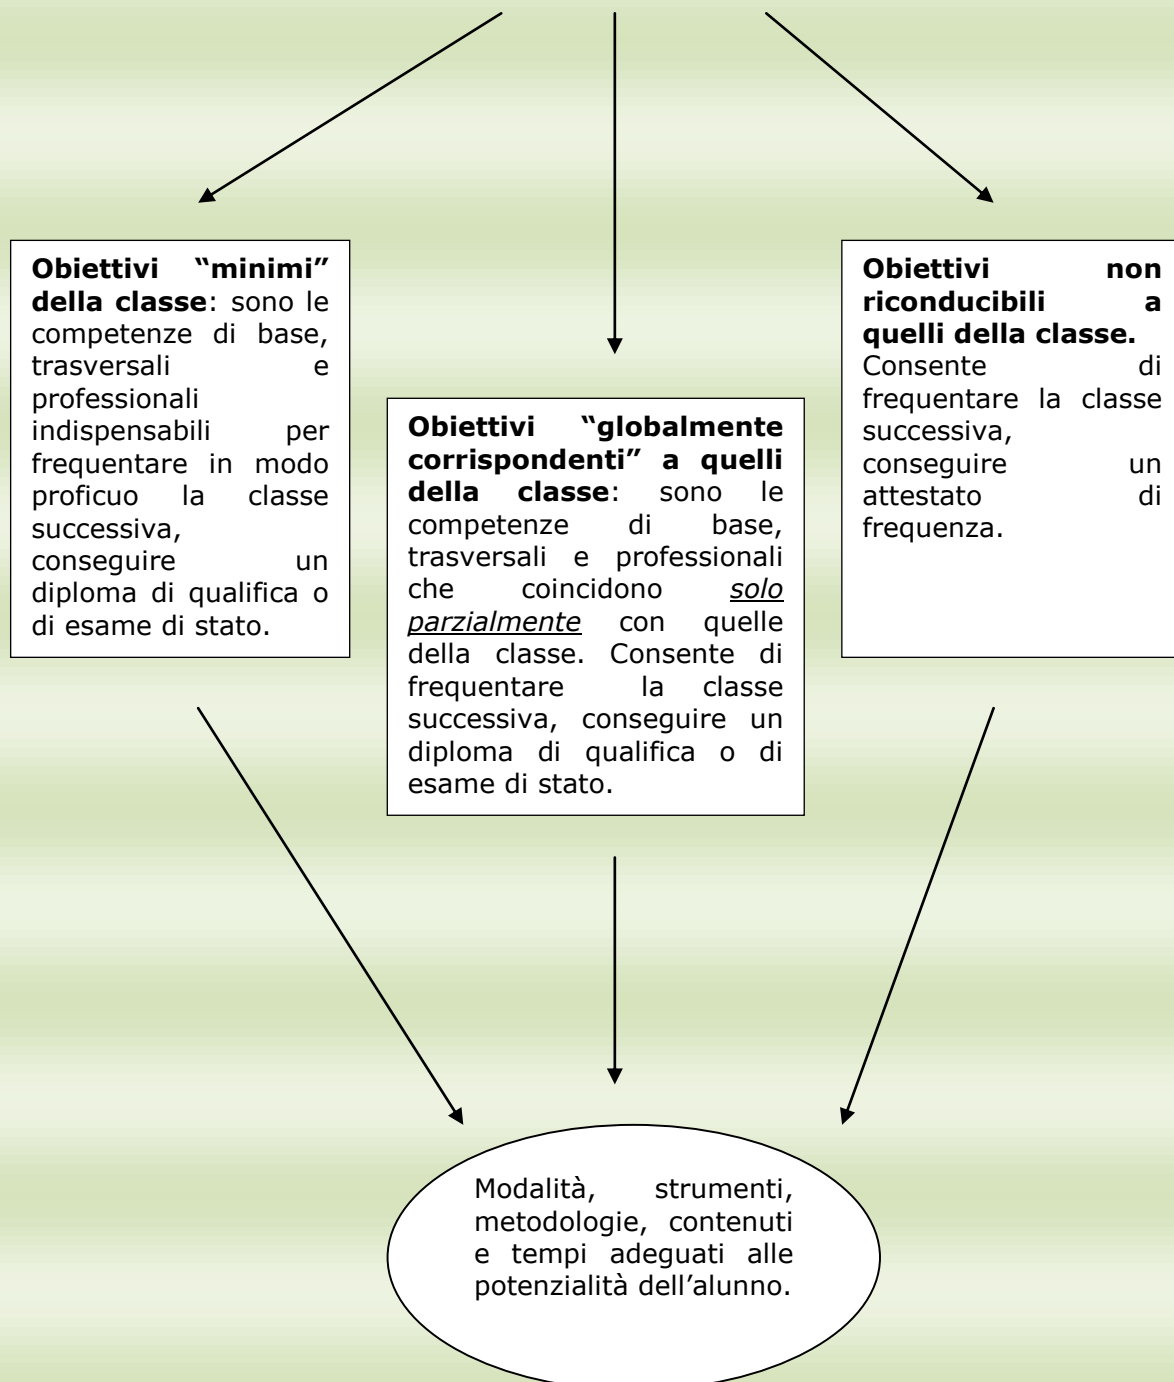 Obiettivi “minimi”
della classe: sono le
competenze di base,
trasversali e
professionali
indispensabili per
frequentare in modo
proficuo la classe
successiva,
conseguire un
diploma di qualifica o
di esame di stato.
Obiettivi “globalmente
corrispondenti” a quelli
della classe: sono le
competenze di base,
trasversali e professionali
che coincidono solo
parzialmente con quelle
della classe. Consente di
frequentare la classe
successiva, conseguire un
diploma di qualifica o di
esame di stato.
Obiettivi non
riconducibili a
quelli della classe.
Consente di
frequentare la classe
successiva,
conseguire un
attestato di
frequenza.
Modalità, strumenti,
metodologie, contenuti
e tempi adeguati alle
potenzialità dell’alunno.